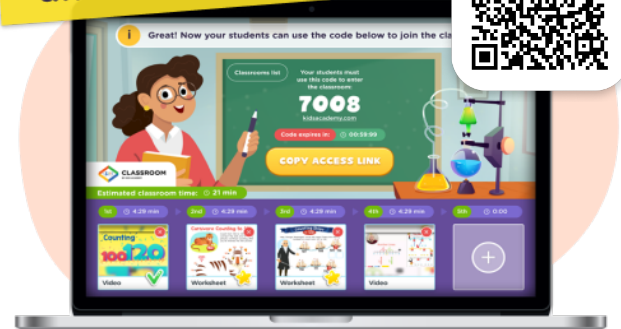 Great! Now your students can use the code below to join the cla
Classrooms list
Your students must
use this code to enter
the classroom:
7008
kidsacademy.com
Code expires in:
00:59:99
COPY ACCESS LINK
CLASSROOM
Estimated classroom time: 21 min
1st 4:29 min
2nd 4:29 min
3rd 4:29 min
4th 4:29 min
5th 0:00
Counting
100 120
Video
Worksheet
Worksheet
Video